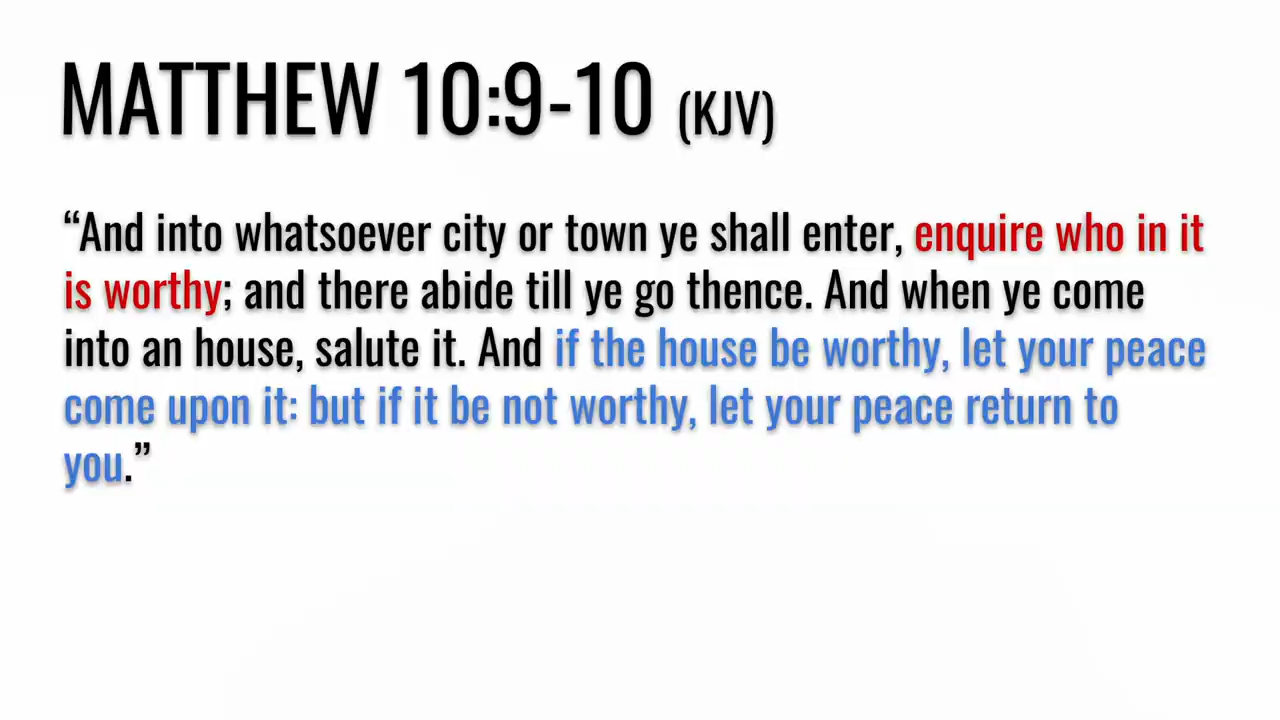 MATTHEW 10:9-10 (KJV)
“And into whatsoever city or town ye shall enter, enquire who in it
is worthy; and there abide till ye go thence. And when ye come
into an house, salute it. And if the house be worthy, let your peace
come upon it: but if it be not worthy, let your peace return to
you.”